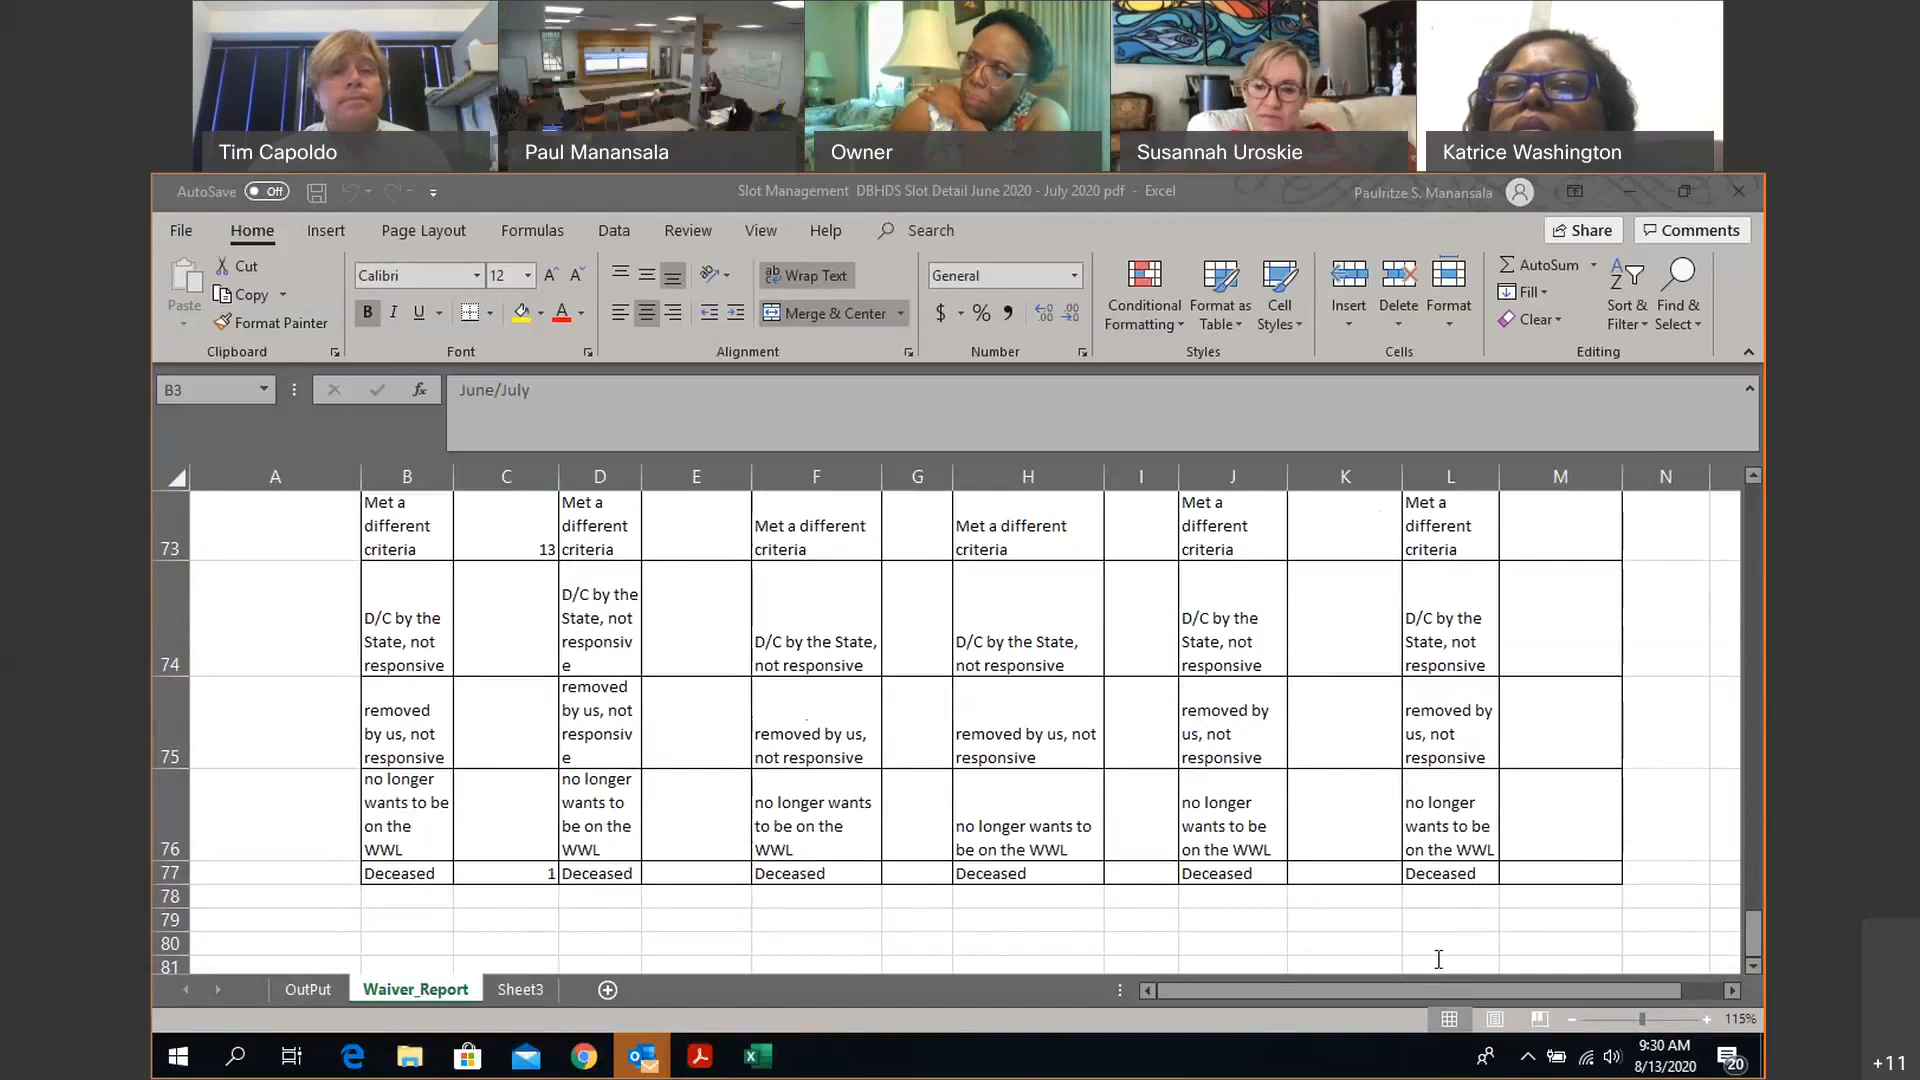 Tim Capoldo
Paul Manansala
Owner
Susannah Uroskie
Katrice Washington
AutoSave Off
Slot Management DBHDS Slot Detail June 2020 - July 2020 pdf - Excel
Paulritze S. Manansala
File Home Insert Page Layout Formulas Data Review View Help Search
Share Comments
Paste
Cut
Copy
Format Painter
Clipboard
Calibri 12
B I U
Font
Wrap Text
Merge & Center
Alignment
General
$ % ,
Number
Conditional Formatting
Format as Table
Cell Styles
Styles
Insert Delete Format
Cells
AutoSum
Fill
Clear
Sort & Filter
Find & Select
Editing
B3
fx
June/July
A B C D E F G H I J K L M N
73
Met a different criteria
13
Met a different criteria
Met a different criteria
Met a different criteria
Met a different criteria
Met a different criteria
74
D/C by the State, not responsive
D/C by the State, not responsiv e
D/C by the State, not responsive
D/C by the State, not responsive
D/C by the State, not responsive
D/C by the State, not responsive
75
removed by us, not responsive
removed by us, not responsiv e
removed by us, not responsive
removed by us, not responsive
removed by us, not responsive
removed by us, not responsive
76
no longer wants to be on the WWL
no longer wants to be on the WWL
no longer wants to be on the WWL
no longer wants to be on the WWL
no longer wants to be on the WWL
no longer wants to be on the WWL
77 Deceased 1 Deceased Deceased Deceased Deceased Deceased
78
79
80
81
OutPut Waiver_Report Sheet3
115%
9:30 AM
8/13/2020
20
+11